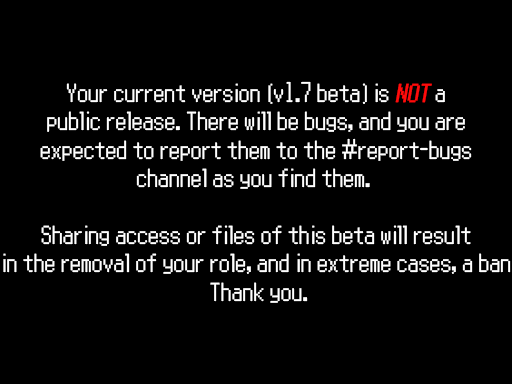 Your current version (v1.7 beta) is NOT a
public release. There will be bugs, and you are
expected to report them to the #report-bugs
channel as you find them.
Sharing access or files of this beta will result
in the removal of your role, and in extreme cases, a ban
Thank you.